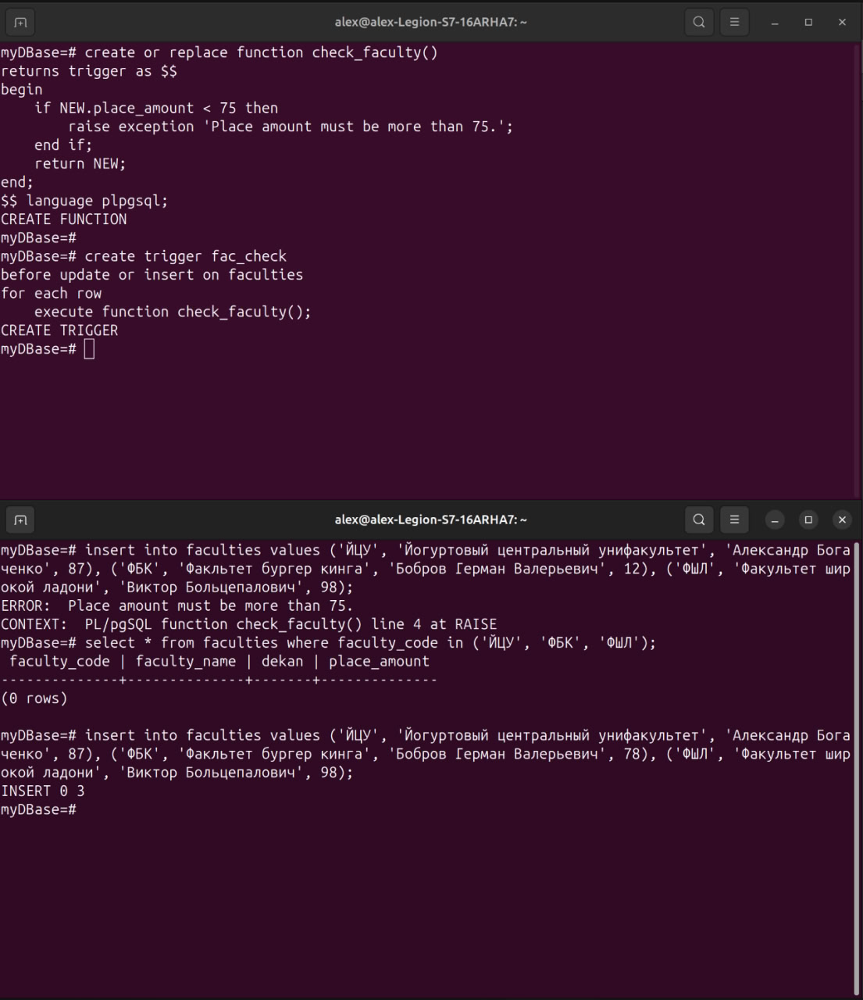 alex@alex-Legion-S7-16ARHA7: ~
myDBase=# create or replace function check_faculty()
returns trigger as $$
begin
    if NEW.place_amount < 75 then
        raise exception 'Place amount must be more than 75.';
    end if;
    return NEW;
end;
$$ language plpgsql;
CREATE FUNCTION
myDBase=#
myDBase=# create trigger fac_check
before update or insert on faculties
for each row
    execute function check_faculty();
CREATE TRIGGER
myDBase=#
alex@alex-Legion-S7-16ARHA7: ~
myDBase=# insert into faculties values ('ЙЦУ', 'Йогуртовый центральный унифакультет', 'Александр Бога
ченко', 87), ('ФБК', 'Факльтет бургер кинга', 'Бобров Герман Валерьевич', 12), ('ФШЛ', 'Факультет шир
окой ладони', 'Виктор Больцепалович', 98);
ERROR:  Place amount must be more than 75.
CONTEXT:  PL/pgSQL function check_faculty() line 4 at RAISE
myDBase=# select * from faculties where faculty_code in ('ЙЦУ', 'ФБК', 'ФШЛ');
 faculty_code | faculty_name | dekan | place_amount
--------------+--------------+-------+--------------
(0 rows)
myDBase=# insert into faculties values ('ЙЦУ', 'Йогуртовый центральный унифакультет', 'Александр Бога
ченко', 87), ('ФБК', 'Факльтет бургер кинга', 'Бобров Герман Валерьевич', 78), ('ФШЛ', 'Факультет шир
окой ладони', 'Виктор Больцепалович', 98);
INSERT 0 3
myDBase=#